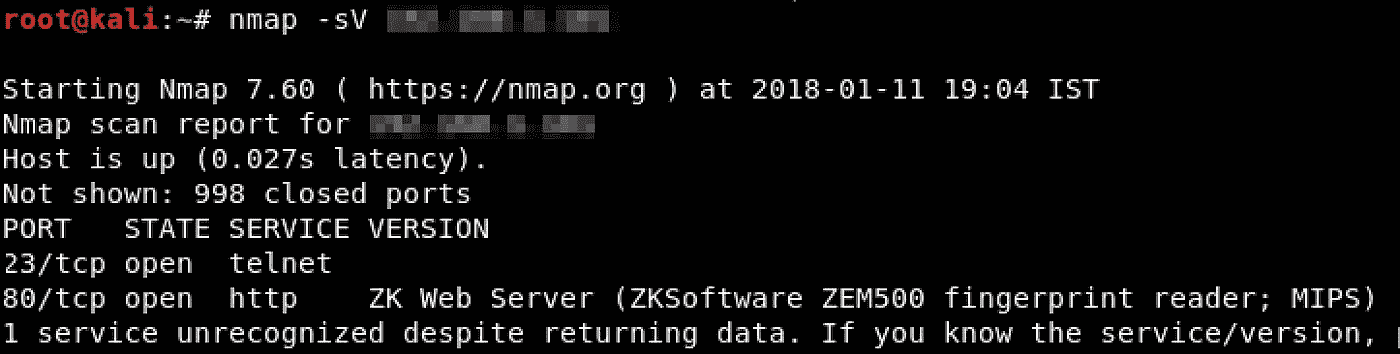 root@kali:~# nmap -sV
Starting Nmap 7.60 ( https://nmap.org ) at 2018-01-11 19:04 IST
Nmap scan report for
Host is up (0.027s latency).
Not shown: 998 closed ports
PORT   STATE SERVICE VERSION
23/tcp open  telnet
80/tcp open  http    ZK Web Server (ZKSoftware ZEM500 fingerprint reader; MIPS)
1 service unrecognized despite returning data. If you know the service/version,